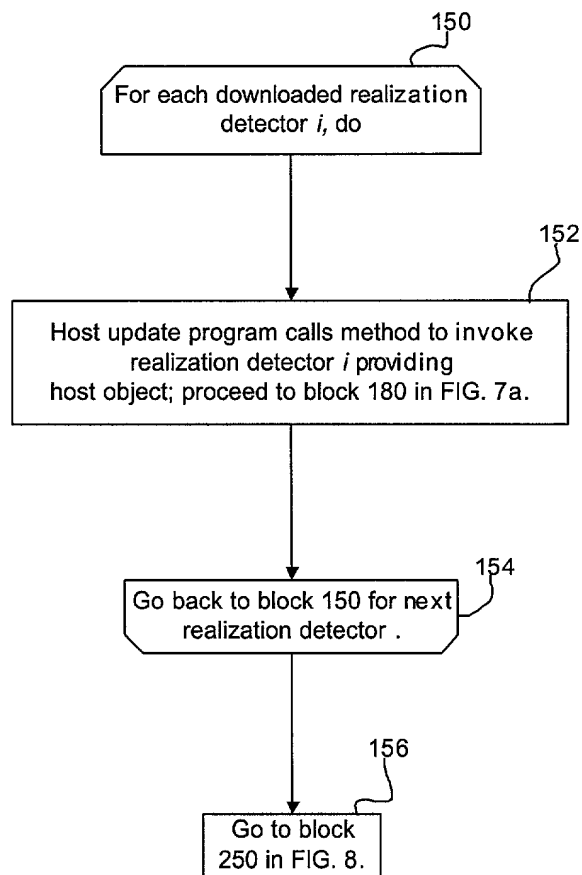 150
For each downloaded realization
detector i, do
152
Host update program calls method to invoke
realization detector i providing
host object; proceed to block 180 in FIG. 7a.
154
Go back to block 150 for next
realization detector .
156
Go to block
250 in FIG. 8.